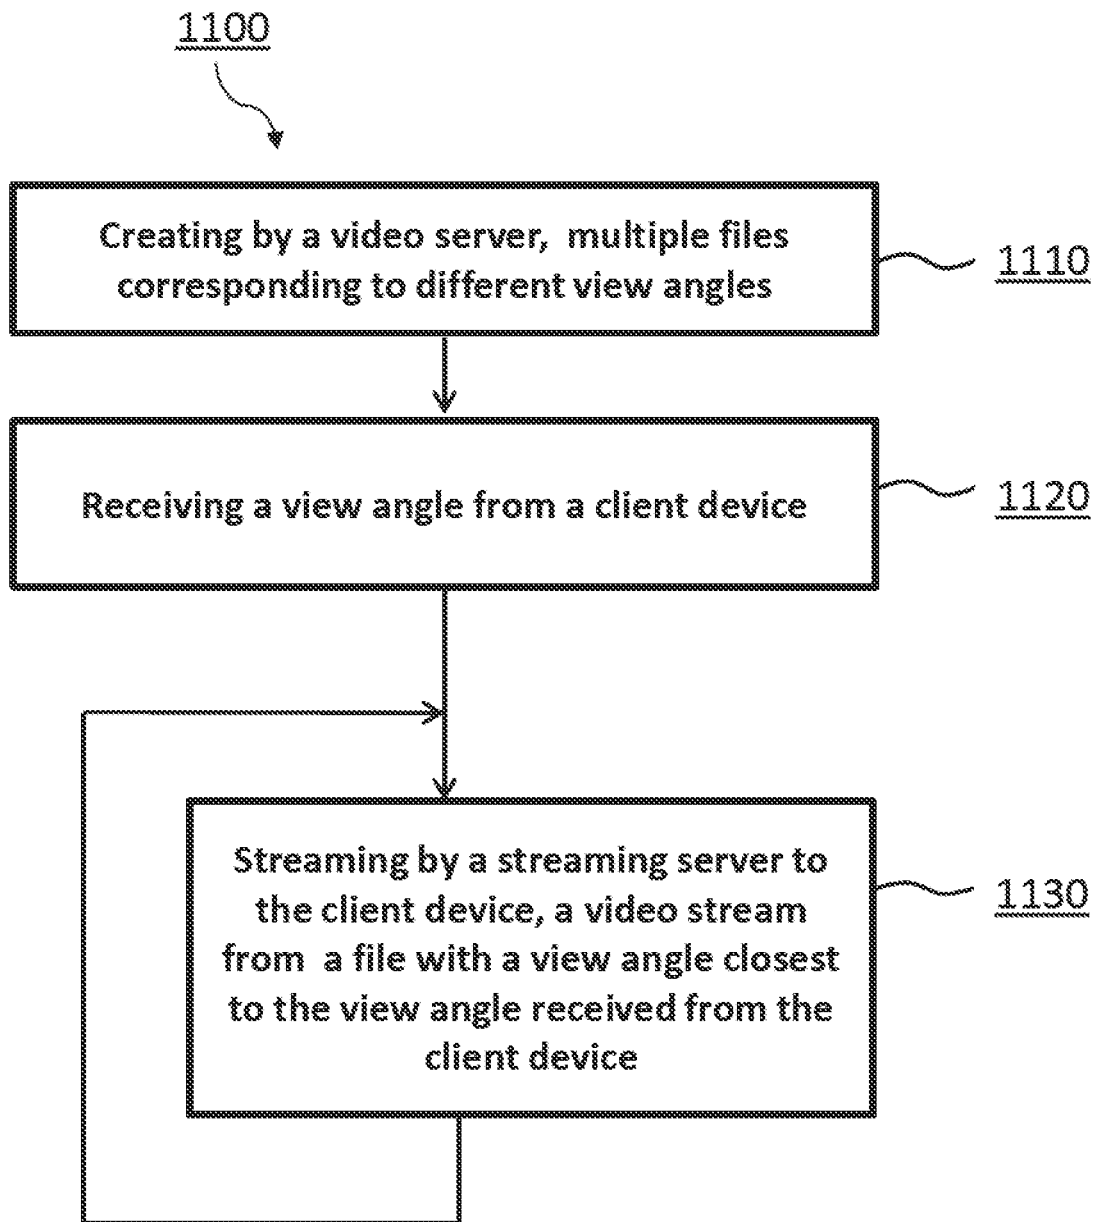 1100
Creating by a video server, multiple files
corresponding to different view angles
1110
Receiving a view angle from a client device
1120
Streaming by a streaming server to
the client device, a video stream
from a file with a view angle closest
to the view angle received from the
client device
1130